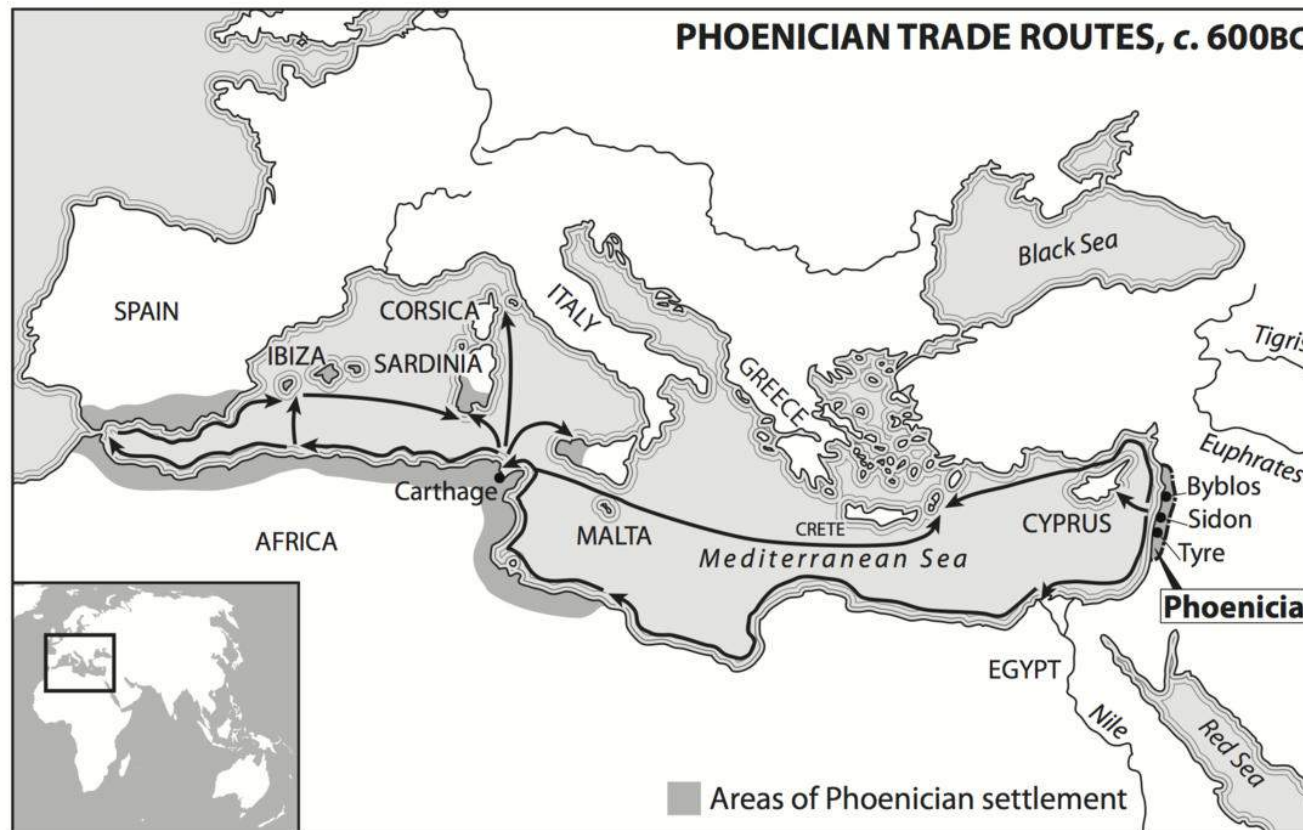 PHOENICIAN TRADE ROUTES, c. 600BC
Black Sea
SPAIN
CORSICA
ITALY
IBIZA
SARDINIA
GREECE
Tigris
Euphrates
Carthage
MALTA
CRETE
CYPRUS
Byblos
Sidon
Tyre
AFRICA
Mediterranean Sea
Phoenicia
EGYPT
Nile
Red Sea
Areas of Phoenician settlement